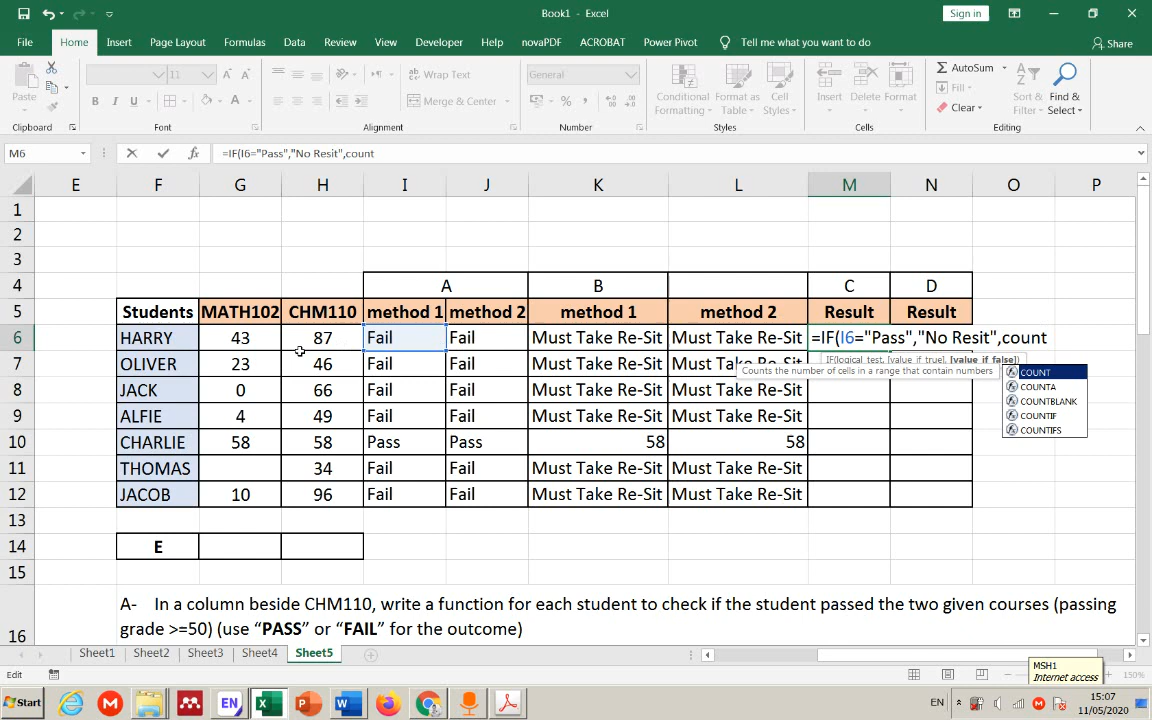 Book1 - Excel
Sign in
File Home Insert Page Layout Formulas Data Review View Developer Help novaPDF ACROBAT Power Pivot Tell me what you want to do Share
Paste
11
Wrap Text
Merge & Center
General
Conditional Formatting
Format as Table
Cell Styles
Insert Delete Format
AutoSum
Fill
Clear
Sort & Filter
Find & Select
Clipboard Font Alignment Number Styles Cells Editing
M6 =IF(I6="Pass","No Resit",count
E F G H I J K L M N O P
1
2
3
4 A B C D
5 Students MATH102 CHM110 method 1 method 2 method 1 method 2 Result Result
6 HARRY 43 87 Fail Fail Must Take Re-Sit Must Take Re-Sit =IF(I6="Pass","No Resit",count
IF(logical_test, [value_if_true], [value_if_false])
7 OLIVER 23 46 Fail Fail Must Take Re-Sit Must Take Re-Sit
Counts the number of cells in a range that contain numbers
COUNT
COUNTA
COUNTBLANK
COUNTIF
COUNTIFS
8 JACK 0 66 Fail Fail Must Take Re-Sit Must Take Re-Sit
9 ALFIE 4 49 Fail Fail Must Take Re-Sit Must Take Re-Sit
10 CHARLIE 58 58 Pass Pass 58 58
11 THOMAS 34 Fail Fail Must Take Re-Sit Must Take Re-Sit
12 JACOB 10 96 Fail Fail Must Take Re-Sit Must Take Re-Sit
13
14 E
15
16
A- In a column beside CHM110, write a function for each student to check if the student passed the two given courses (passing
grade >=50) (use “PASS” or “FAIL” for the outcome)
Sheet1 Sheet2 Sheet3 Sheet4 Sheet5
MSH1
Internet access
Edit 150%
Start EN EN 15:07
11/05/2020